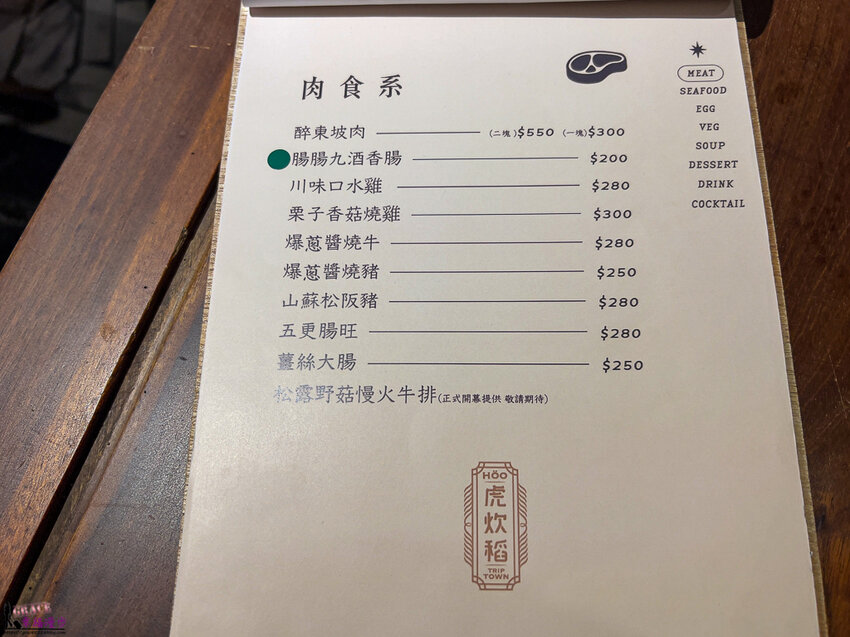 肉食系
醉東坡肉 (二塊)$550 (一塊)$300
腸腸九酒香腸 $200
川味口水雞 $280
栗子香菇燒雞 $300
爆蔥醬燒牛 $280
爆蔥醬燒豬 $250
山蘇松阪豬 $280
五更腸旺 $280
薑絲大腸 $250
松露野菇慢火牛排(正式開幕提供 敬請期待)
MEAT
SEAFOOD
EGG
VEG
SOUP
DESSERT
DRINK
COCKTAIL
HÖO
虎炊稻
TRIP
TOWN